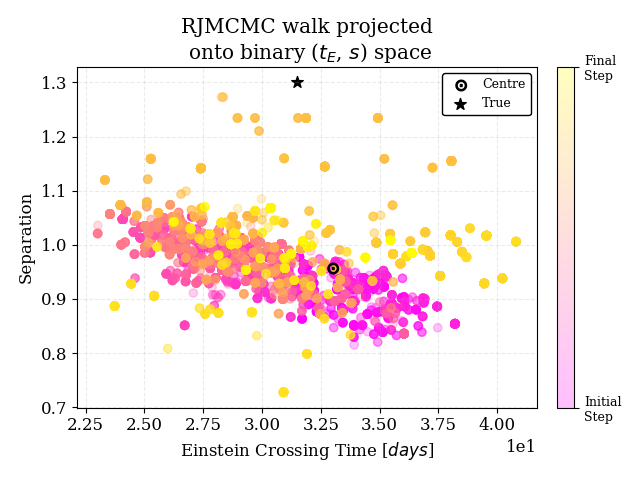 RJMCMC walk projected
onto binary (t_E, s) space
Final
Step
Centre
True
1.3
1.2
1.1
1.0
0.9
0.8
0.7
Separation
Initial
Step
2.25 2.50 2.75 3.00 3.25 3.50 3.75 4.00
1e1
Einstein Crossing Time [days]